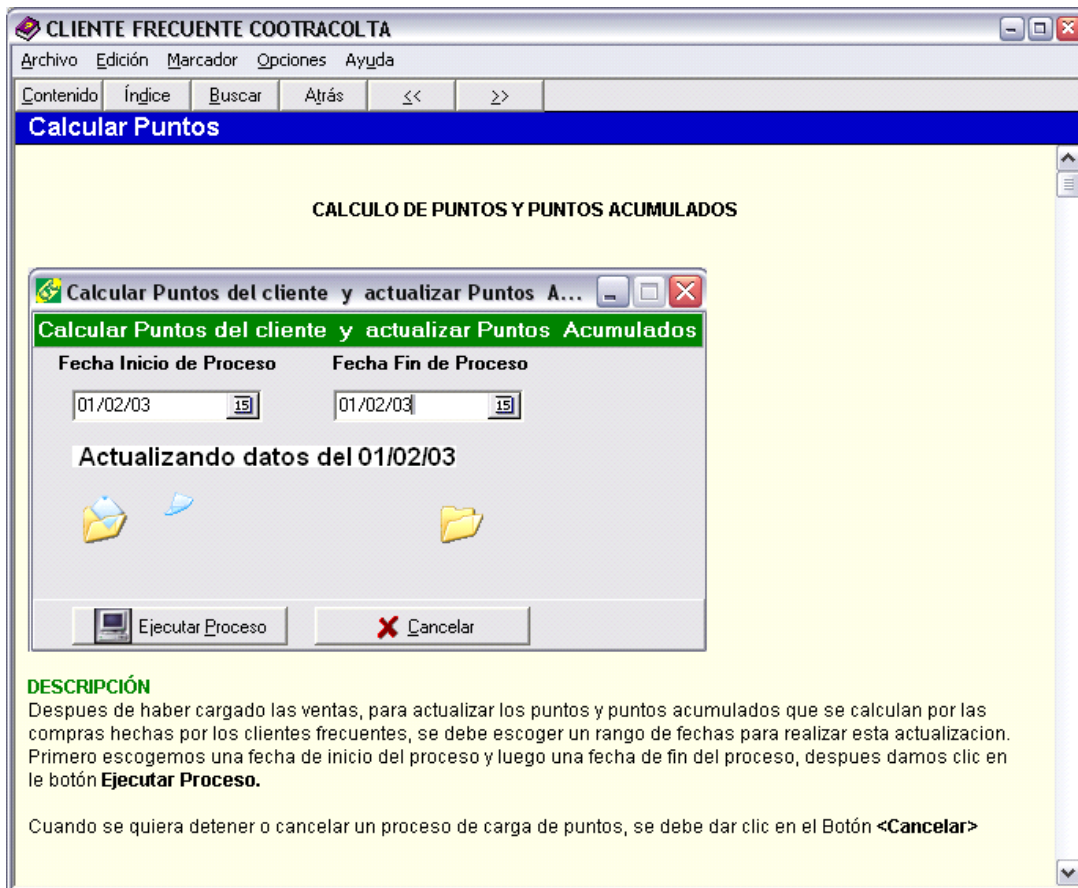 CLIENTE FRECUENTE COOTRACOLTA
Archivo Edición Marcador Opciones Ayuda
Contenido Índice Buscar Atrás << >>
Calcular Puntos
CALCULO DE PUNTOS Y PUNTOS ACUMULADOS
Calcular Puntos del cliente y actualizar Puntos A...
Calcular Puntos del cliente y actualizar Puntos Acumulados
Fecha Inicio de Proceso Fecha Fin de Proceso
01/02/03 15 01/02/03 15
Actualizando datos del 01/02/03
Ejecutar Proceso Cancelar
DESCRIPCIÓN
Despues de haber cargado las ventas, para actualizar los puntos y puntos acumulados que se calculan por las
compras hechas por los clientes frecuentes, se debe escoger un rango de fechas para realizar esta actualizacion.
Primero escogemos una fecha de inicio del proceso y luego una fecha de fin del proceso, despues damos clic en
le botón Ejecutar Proceso.
Cuando se quiera detener o cancelar un proceso de carga de puntos, se debe dar clic en el Botón <Cancelar>